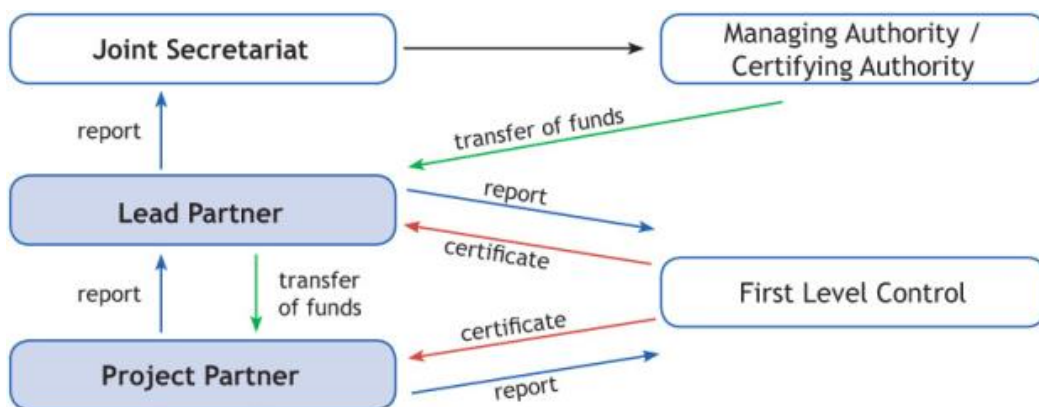 Joint Secretariat
Managing Authority /
Certifying Authority
report
transfer of funds
Lead Partner
report
certificate
report
transfer
of funds
First Level Control
certificate
Project Partner
report